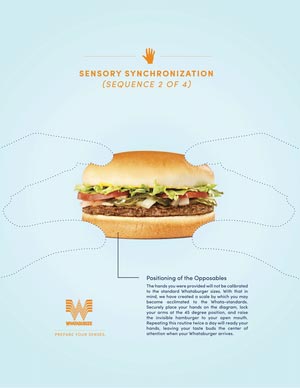 SENSORY SYNCHRONIZATION
(SEQUENCE 2 OF 4)
Positioning of the Opposables
The hands you were provided will not be calibrated
to the standard Whataburger sizes. With that in
mind, we have created a scale by which you may
become acclimated to the Whata-standards.
Securely place your hands on the diagram, lock
your arms at the 45 degree position, and raise
the invisible hamburger to your open mouth.
Repeating this routine twice a day will ready your
hands, leaving your taste buds the center of
attention when your Whataburger arrives.
WHATABURGER
PREPARE YOUR SENSES.